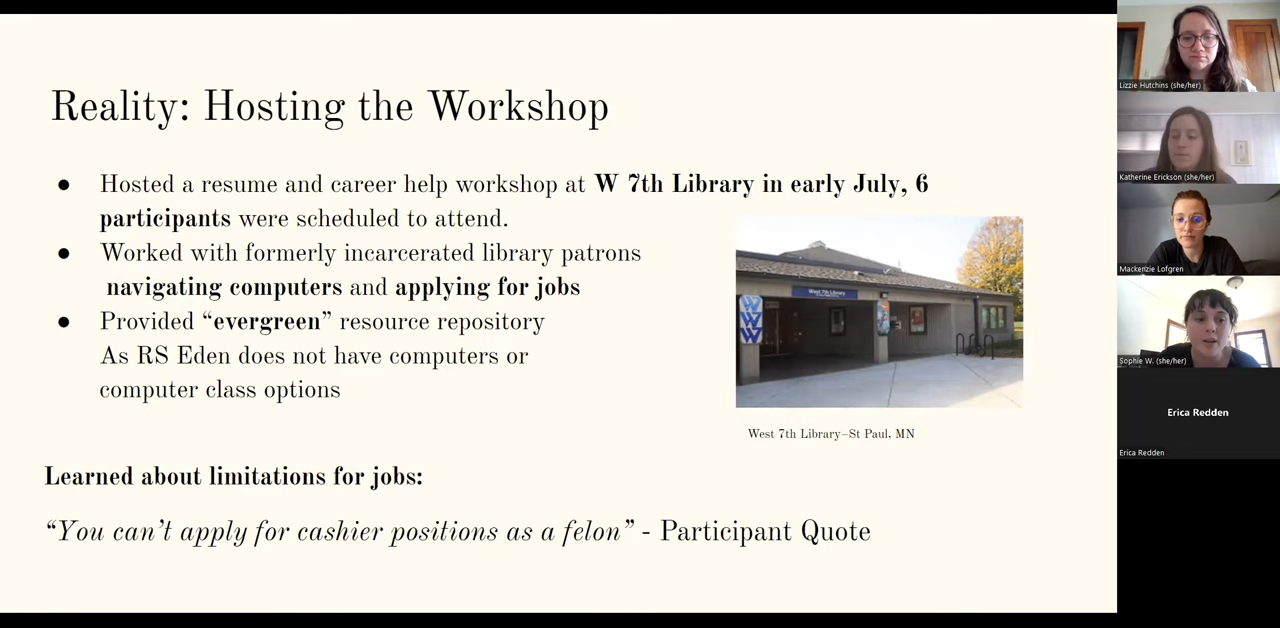 Reality: Hosting the Workshop
● Hosted a resume and career help workshop at W 7th Library in early July, 6
participants were scheduled to attend.
● Worked with formerly incarcerated library patrons
navigating computers and applying for jobs
● Provided “evergreen” resource repository
As RS Eden does not have computers or
computer class options
West 7th Library
W
W
W
West 7th Library–St Paul, MN
Learned about limitations for jobs:
“You can’t apply for cashier positions as a felon” - Participant Quote
Lizzie Hutchins (she/her)
Katherine Erickson (she/her)
Mackenzie Lofgren
Sophie W. (she/her)
Erica Redden
Erica Redden